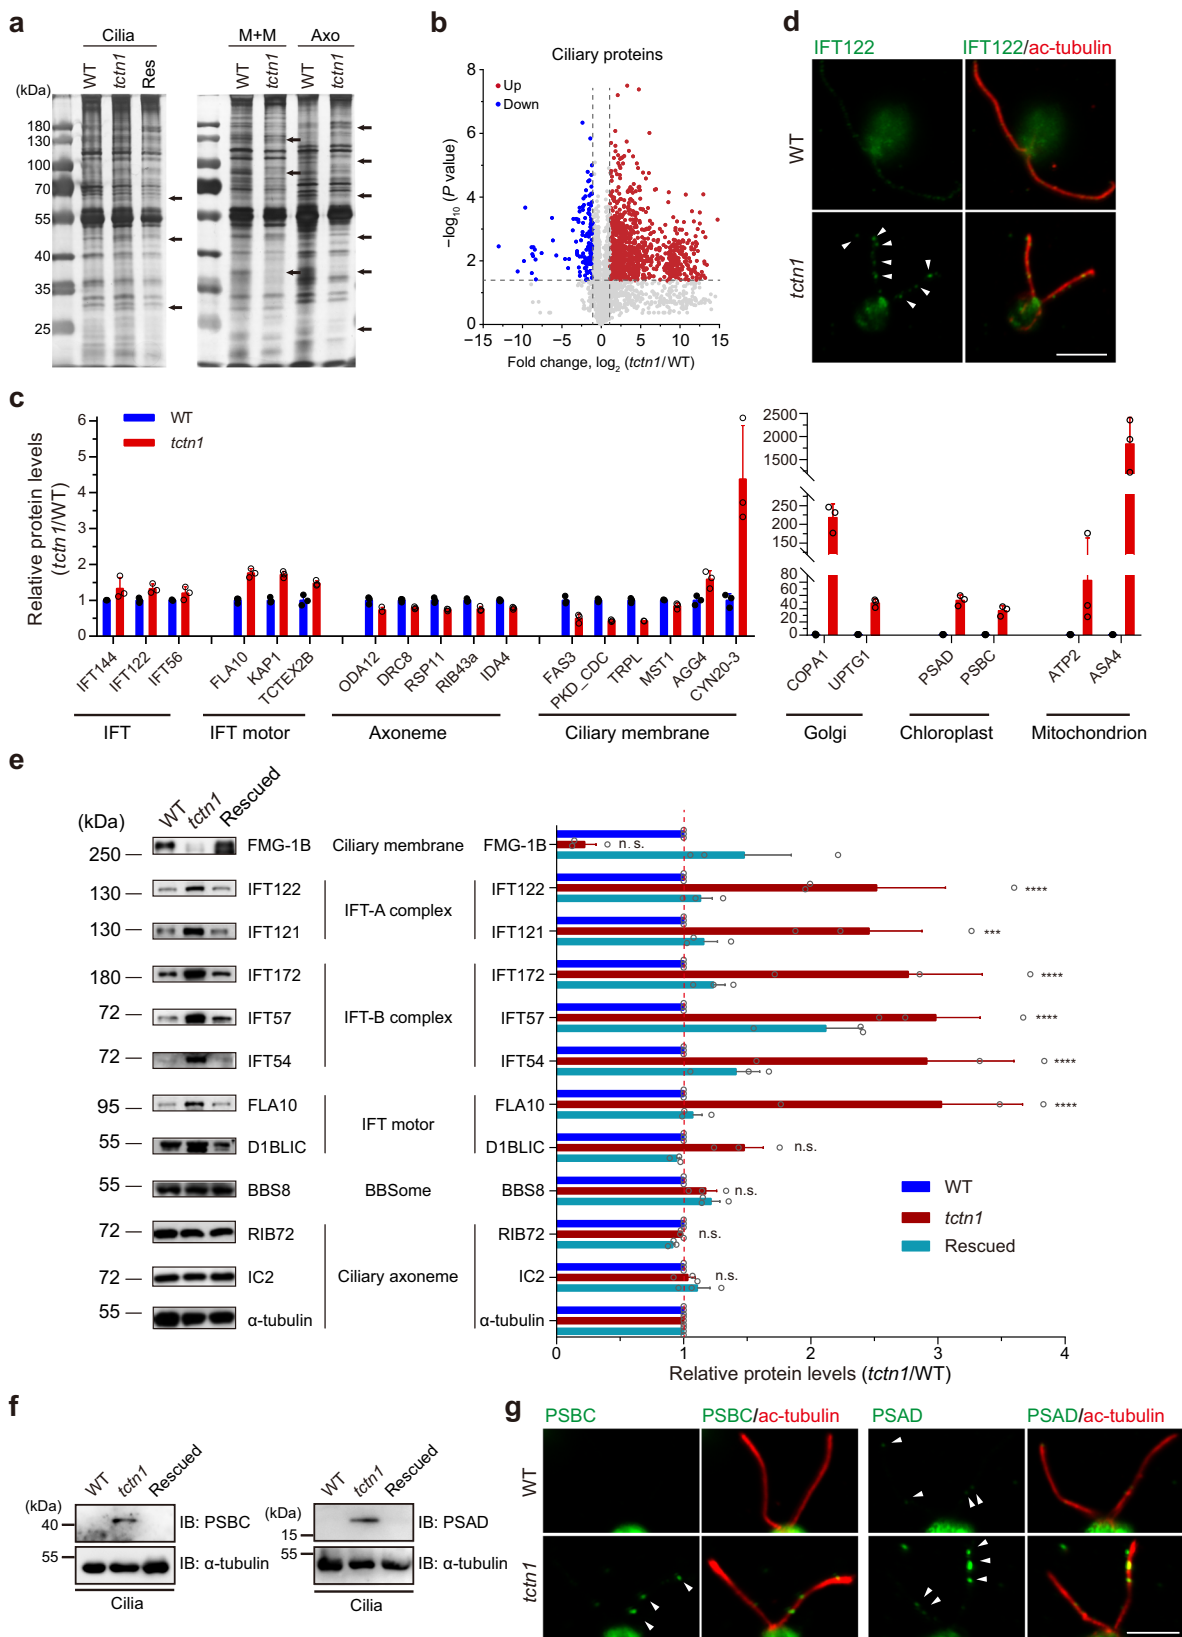 a
Cilia
M+M
Axo
WT
tctn1
Res
WT
tctn1
WT
tctn1
(kDa)
180
130
100
70
55
40
35
25
b
Ciliary proteins
Up
Down
8
6
4
2
0
−log10 (P value)
−15
−10
−5
0
5
10
15
Fold change, log2 (tctn1/WT)
d
IFT122
IFT122/ac-tubulin
WT
tctn1
c
WT
tctn1
Relative protein levels
(tctn1/WT)
6
5
4
3
2
1
0
2500
1500
250
200
150
100
80
60
40
20
0
IFT144
IFT122
IFT56
FLA10
KAP1
TCTEX2B
ODA12
DRC8
RSP11
RIB43a
IDA4
FAS3
PKD_CDC
TRPL
MST1
AGG4
CYN20-3
COPA1
UPTG1
PSAD
PSBC
ATP2
ASA4
IFT
IFT motor
Axoneme
Ciliary membrane
Golgi
Chloroplast
Mitochondrion
e
WT
tctn1
Rescued
(kDa)
250
FMG-1B
Ciliary membrane
FMG-1B
n. s.
130
IFT122
IFT122
****
IFT-A complex
130
IFT121
IFT121
***
180
IFT172
IFT172
****
72
IFT57
IFT-B complex
IFT57
****
72
IFT54
IFT54
****
95
FLA10
FLA10
****
IFT motor
55
D1BLIC
D1BLIC
n.s.
55
BBS8
BBSome
BBS8
n.s.
WT
72
RIB72
RIB72
n.s.
tctn1
Rescued
72
IC2
Ciliary axoneme
IC2
n.s.
55
α-tubulin
α-tubulin
0
1
2
3
4
Relative protein levels (tctn1/WT)
f
WT
tctn1
Rescued
(kDa)
40
IB: PSBC
55
IB: α-tubulin
Cilia
WT
tctn1
Rescued
(kDa)
15
IB: PSAD
55
IB: α-tubulin
Cilia
g
PSBC
PSBC/ac-tubulin
PSAD
PSAD/ac-tubulin
WT
tctn1